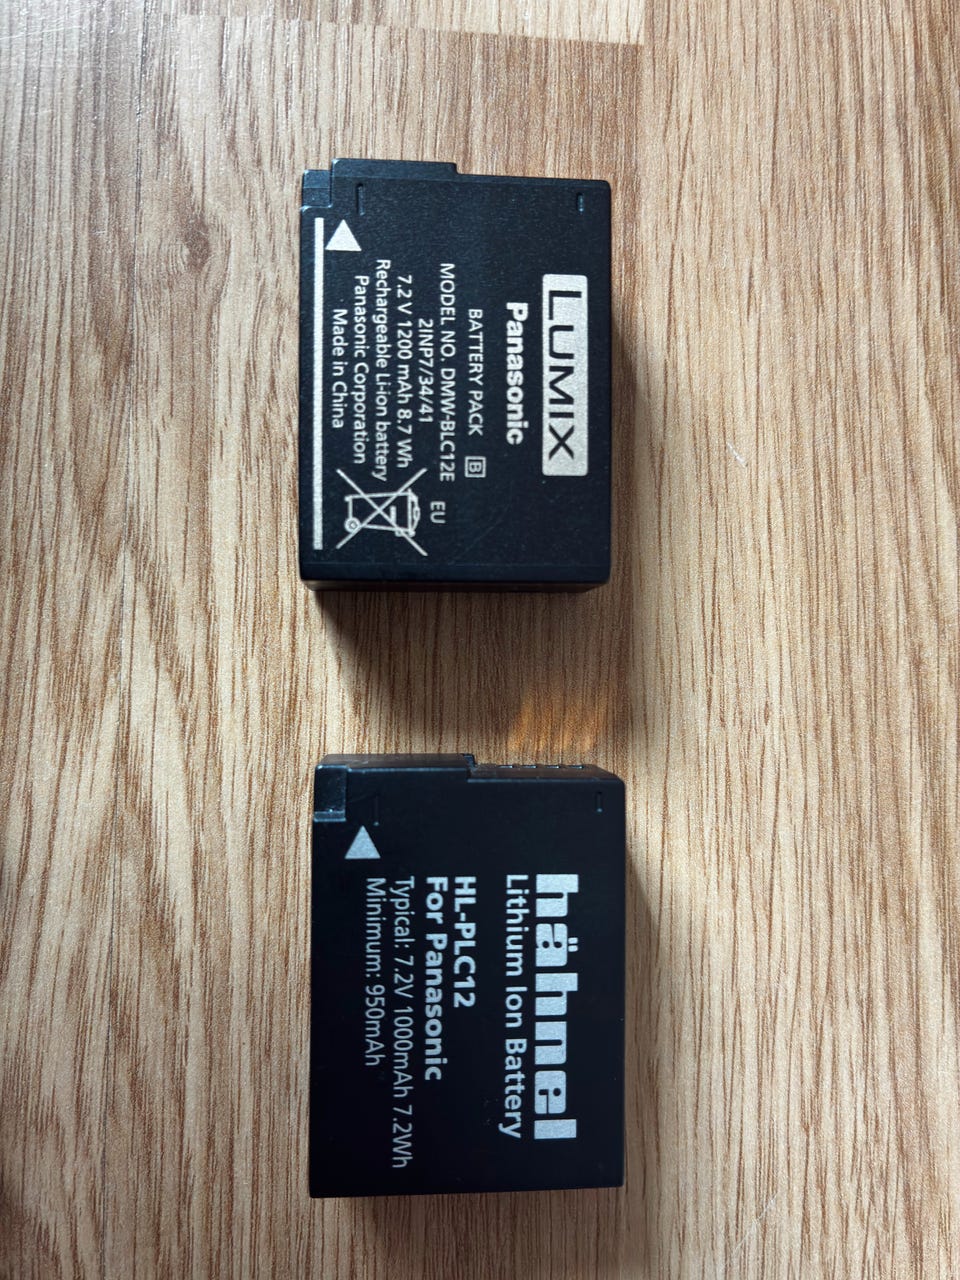 LUMIX
Panasonic
BATTERY PACK B
MODEL NO. DMW-BLC12E EU
2INP7/34/41
7.2 V 1200 mAh 8.7 Wh
Rechargeable Li-ion battery
Panasonic Corporation
Made in China
hähnel
Lithium Ion Battery
HL-PLC12
For Panasonic
Typical: 7.2V 1000mAh 7.2Wh
Minimum: 950mAh